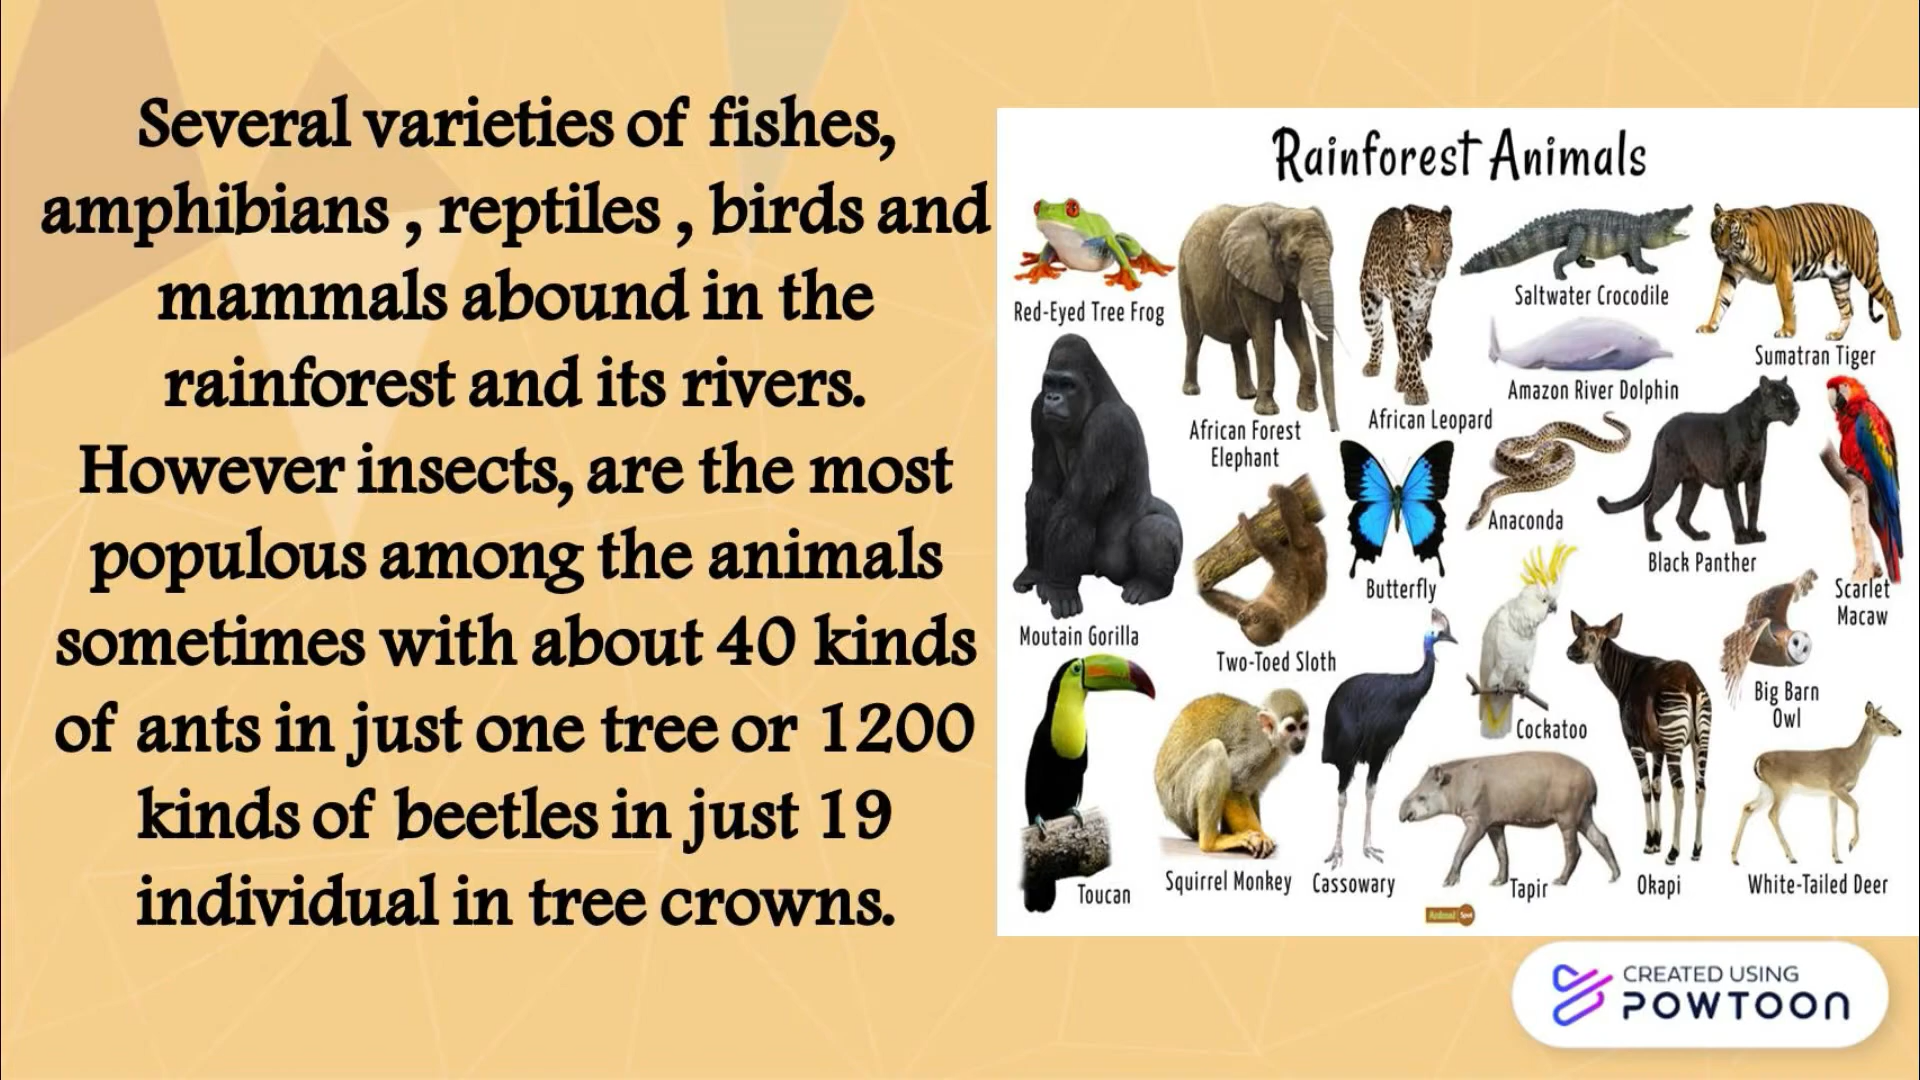 Several varieties of fishes,
amphibians , reptiles , birds and
mammals abound in the
rainforest and its rivers.
However insects, are the most
populous among the animals
sometimes with about 40 kinds
of ants in just one tree or 1200
kinds of beetles in just 19
individual in tree crowns.
Rainforest Animals
Red-Eyed Tree Frog
African Forest
Elephant
African Leopard
Saltwater Crocodile
Amazon River Dolphin
Sumatran Tiger
Moutain Gorilla
Two-Toed Sloth
Butterfly
Anaconda
Black Panther
Scarlet
Macaw
Toucan
Squirrel Monkey
Cassowary
Cockatoo
Tapir
Okapi
Big Barn
Owl
White-Tailed Deer
CREATED USING
POWTOON